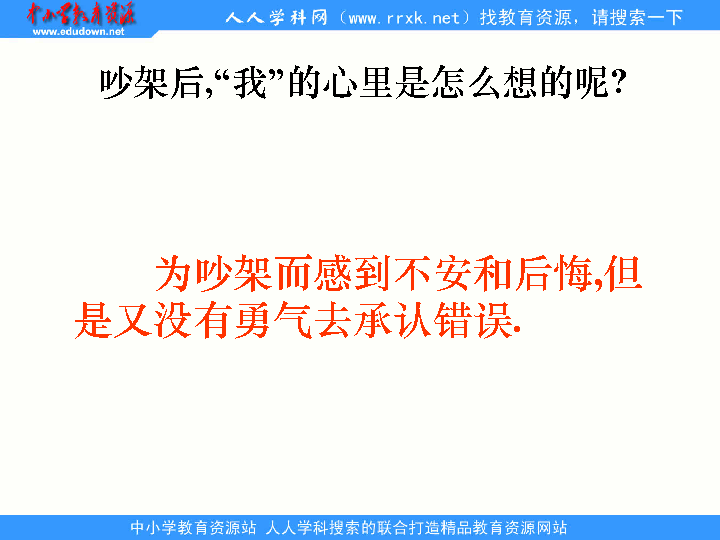 中小学教育资源
www.edudown.net
人人学科网（www.rrxk.net）找教育资源，请搜索一下
吵架后,“我”的心里是怎么想的呢?
为吵架而感到不安和后悔,但
是又没有勇气去承认错误.
中小学教育资源站 人人学科搜索的联合打造精品教育资源网站